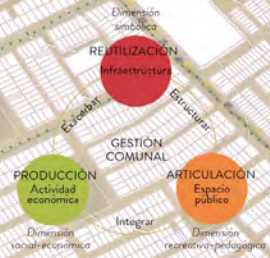 Dimensión
simbólica
REUTILIZACIÓN
Infraestructura
Exacerbar
Estructurar
GESTIÓN
COMUNAL
PRODUCCIÓN
Actividad
económica
ARTICULACIÓN
Espacio
público
Integrar
Dimensión
social-económica
Dimensión
recreativa-pedagógica